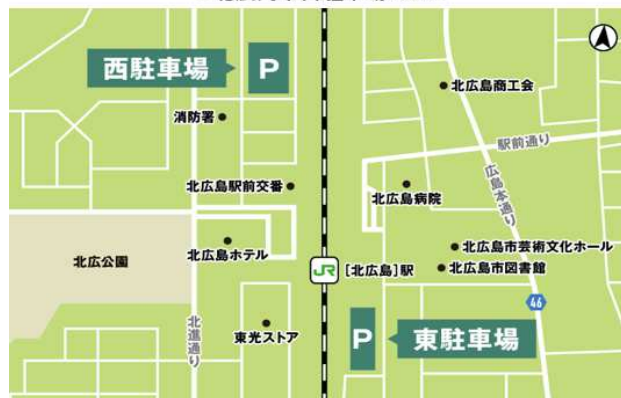 西駐車場
P
北広島商工会
消防署
駅前通り
広島本通り
北広島駅前交番
北広島病院
北広島ホテル
北広島市芸術文化ホール
北広公園
JR
[北広島]駅
北広島市図書館
46
北進通り
東光ストア
P
東駐車場